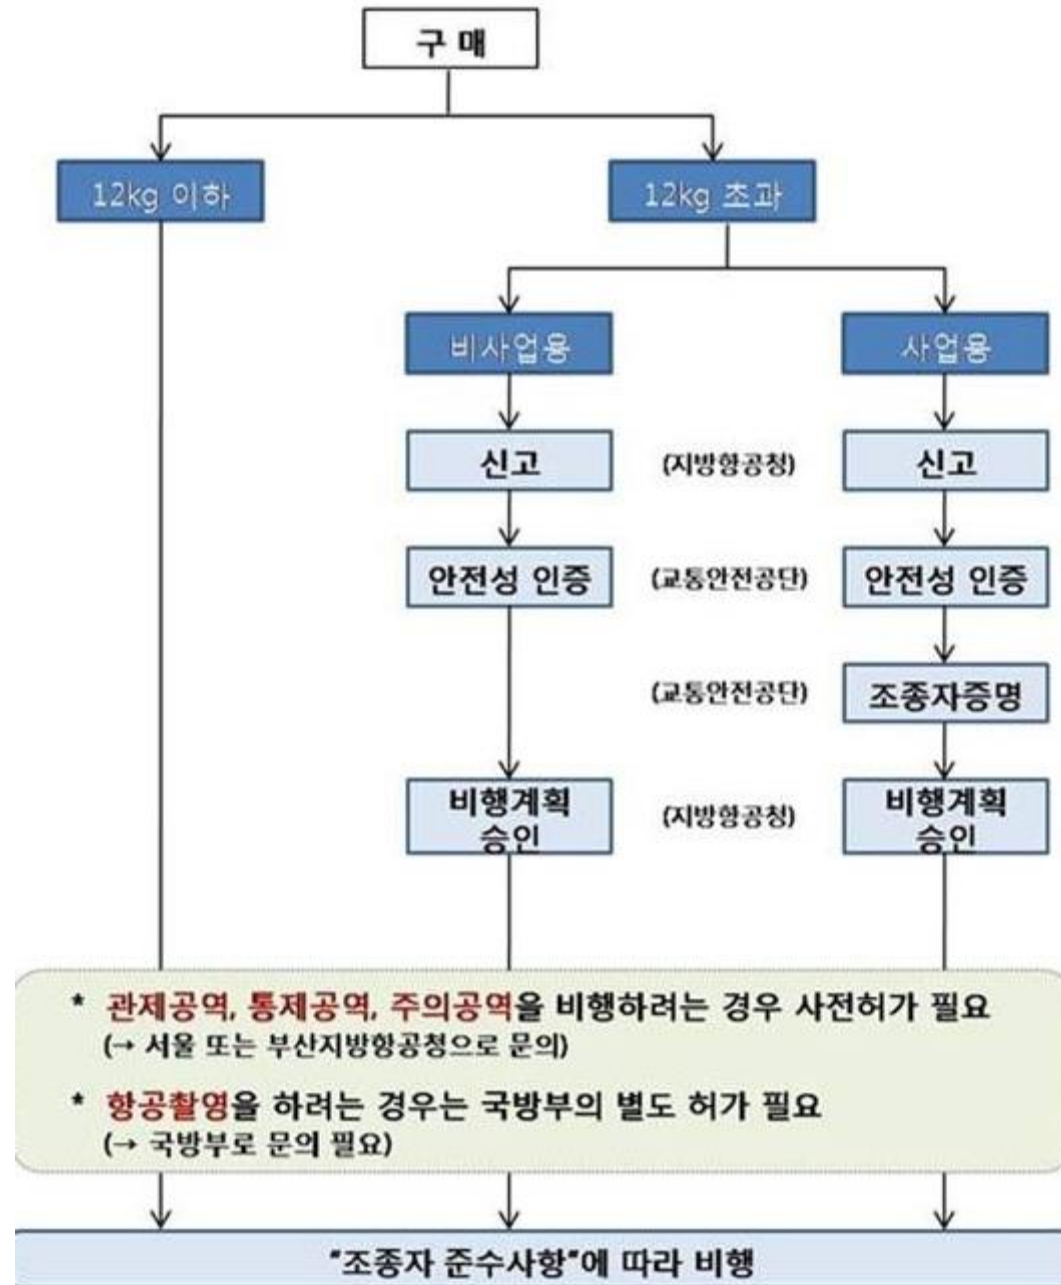 구 매
12kg 이하
12kg 초과
비사업용
사업용
신고
(지방항공청)
신고
안전성 인증
(교통안전공단)
안전성 인증
(교통안전공단)
조종자증명
비행계획
승인
(지방항공청)
비행계획
승인
* 관제공역, 통제공역, 주의공역을 비행하려는 경우 사전허가 필요
(→ 서울 또는 부산지방항공청으로 문의)
* 항공촬영을 하려는 경우는 국방부의 별도 허가 필요
(→ 국방부로 문의 필요)
"조종자 준수사항"에 따라 비행